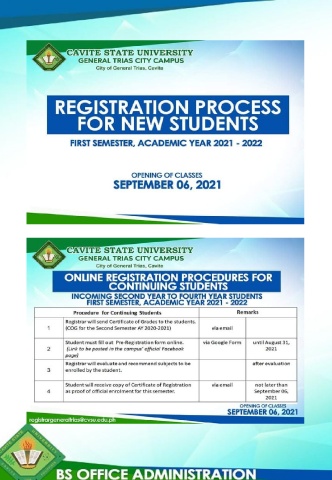 CAVITE STATE UNIVERSITY
GENERAL TRIAS CITY CAMPUS
City of General Trias, Cavite
REGISTRATION PROCESS
FOR NEW STUDENTS
FIRST SEMESTER, ACADEMIC YEAR 2021 - 2022
OPENING OF CLASSES
SEPTEMBER 06, 2021
CAVITE STATE UNIVERSITY
GENERAL TRIAS CITY CAMPUS
City of General Trias, Cavite
ONLINE REGISTRATION PROCEDURES FOR
CONTINUING STUDENTS
INCOMING SECOND YEAR TO FOURTH YEAR STUDENTS
FIRST SEMESTER, ACADEMIC YEAR 2021 - 2022
Procedure for Continuing Students Remarks
1 Registrar will send Certificate of Grades to the students. (COG for the Second Semester AY 2020-2021) via email
2 Student must fill out Pre-Registration form online. (Link to be posted in the campus' official Facebook page) via Google Form until August 31, 2021
3 Registrar will evaluate and recommend subjects to be enrolled by the student. after evaluation
4 Student will receive copy of Certificate of Registration as proof of official enrollment for this semester. via email not later than September 06, 2021
OPENING OF CLASSES
SEPTEMBER 06, 2021
BS OFFICE ADMINISTRATION